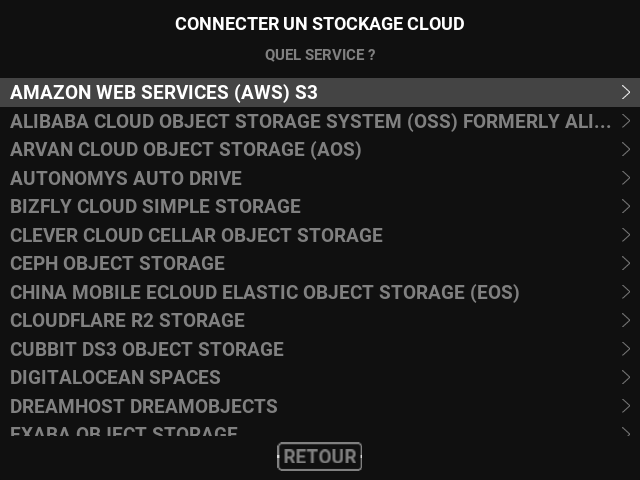 CONNECTER UN STOCKAGE CLOUD
QUEL SERVICE ?
AMAZON WEB SERVICES (AWS) S3
ALIBABA CLOUD OBJECT STORAGE SYSTEM (OSS) FORMERLY ALI...
ARVAN CLOUD OBJECT STORAGE (AOS)
AUTONOMYS AUTO DRIVE
BIZFLY CLOUD SIMPLE STORAGE
CLEVER CLOUD CELLAR OBJECT STORAGE
CEPH OBJECT STORAGE
CHINA MOBILE ECLOUD ELASTIC OBJECT STORAGE (EOS)
CLOUDFLARE R2 STORAGE
CUBBIT DS3 OBJECT STORAGE
DIGITALOCEAN SPACES
DREAMHOST DREAMOBJECTS
EXABA OBJECT STORAGE
RETOUR